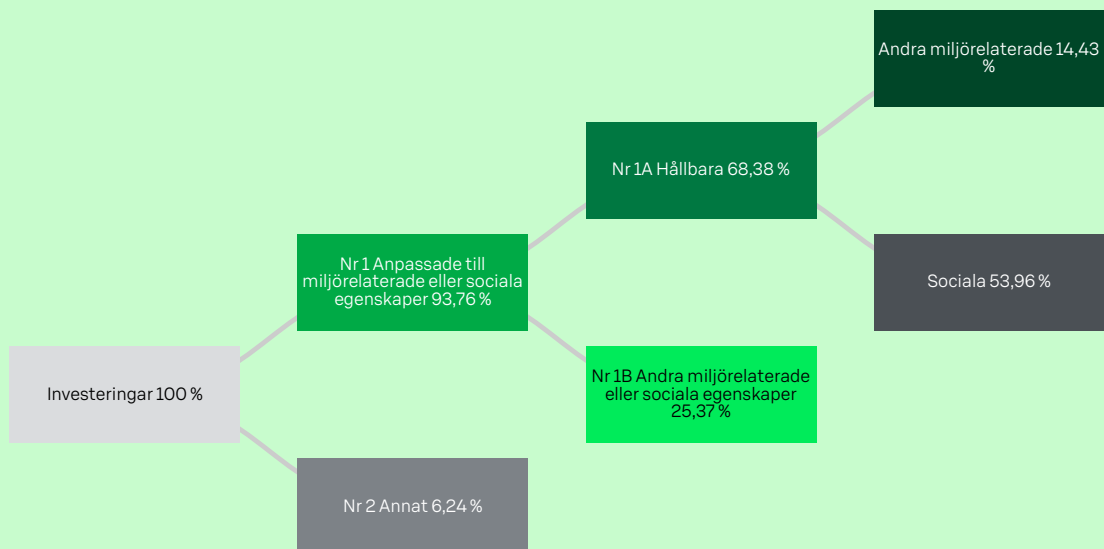 Andra miljörelaterade 14,43
%
Nr 1A Hållbara 68,38 %
Nr 1 Anpassade till
miljörelaterade eller sociala
egenskaper 93,76 %
Sociala 53,96 %
Investeringar 100 %
Nr 1B Andra miljörelaterade
eller sociala egenskaper
25,37 %
Nr 2 Annat 6,24 %